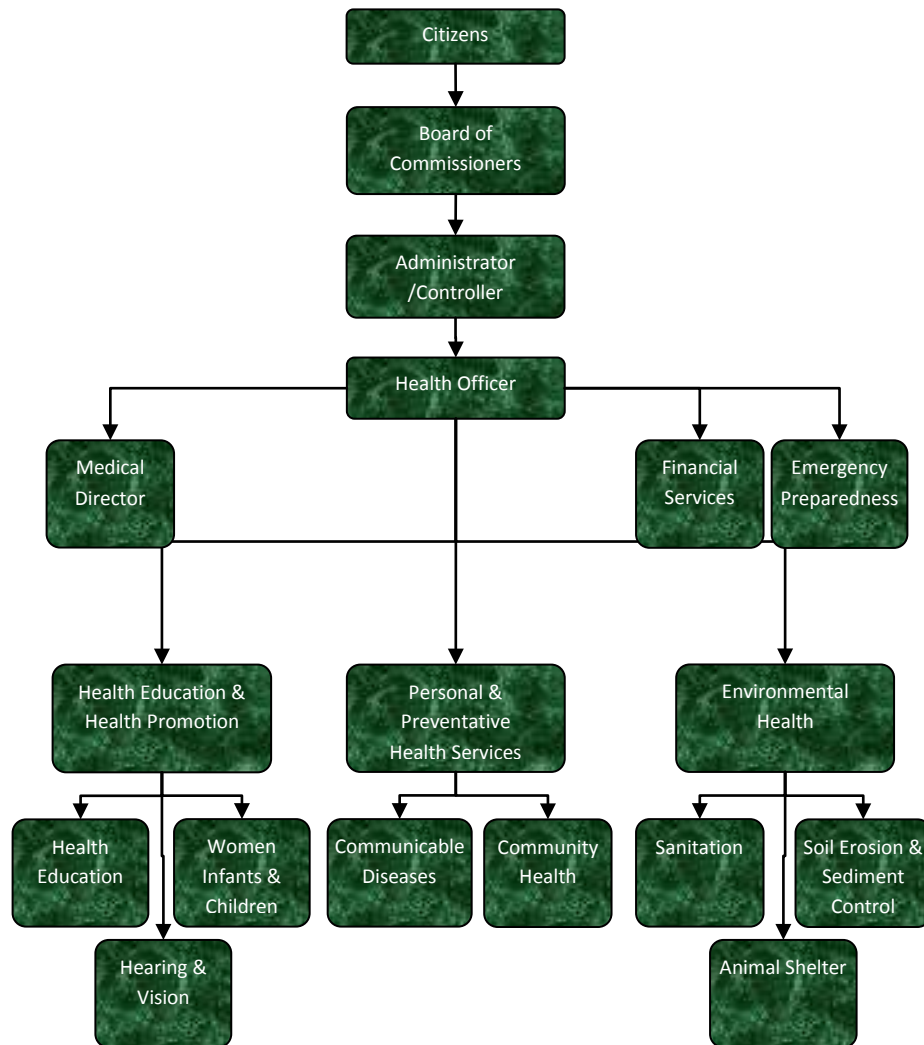 Citizens
Board of
Commissioners
Administrator
/Controller
Health Officer
Medical
Director
Financial
Services
Emergency
Preparedness
Health Education &
Health Promotion
Personal &
Preventative
Health Services
Environmental
Health
Health
Education
Women
Infants &
Children
Communicable
Diseases
Community
Health
Sanitation
Soil Erosion &
Sediment
Control
Hearing &
Vision
Animal Shelter